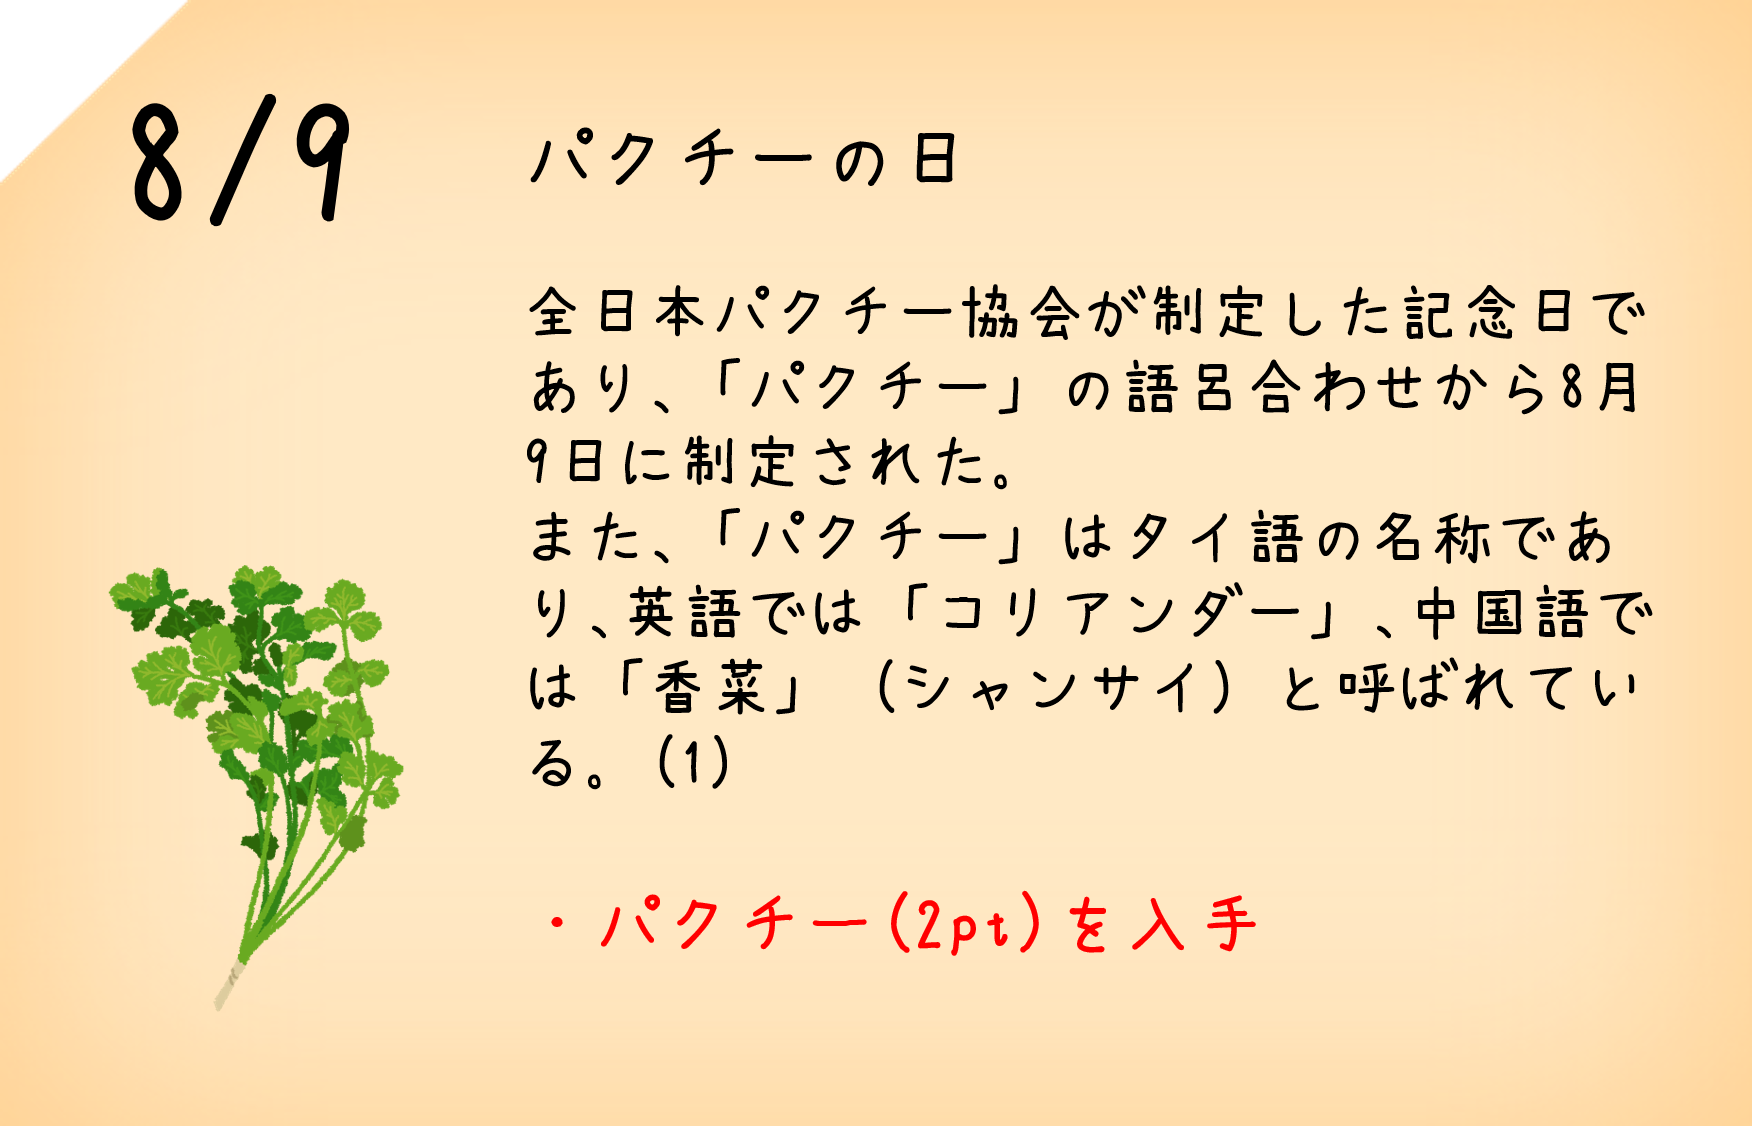 8/9
パクチーの日
全日本パクチー協会が制定した記念日で
あり、「パクチー」の語呂合わせから8月
9日に制定された。
また、「パクチー」はタイ語の名称であ
り、英語では「コリアンダー」、中国語で
は「香菜」（シャンサイ）と呼ばれてい
る。(1)
・パクチー(2pt)を入手